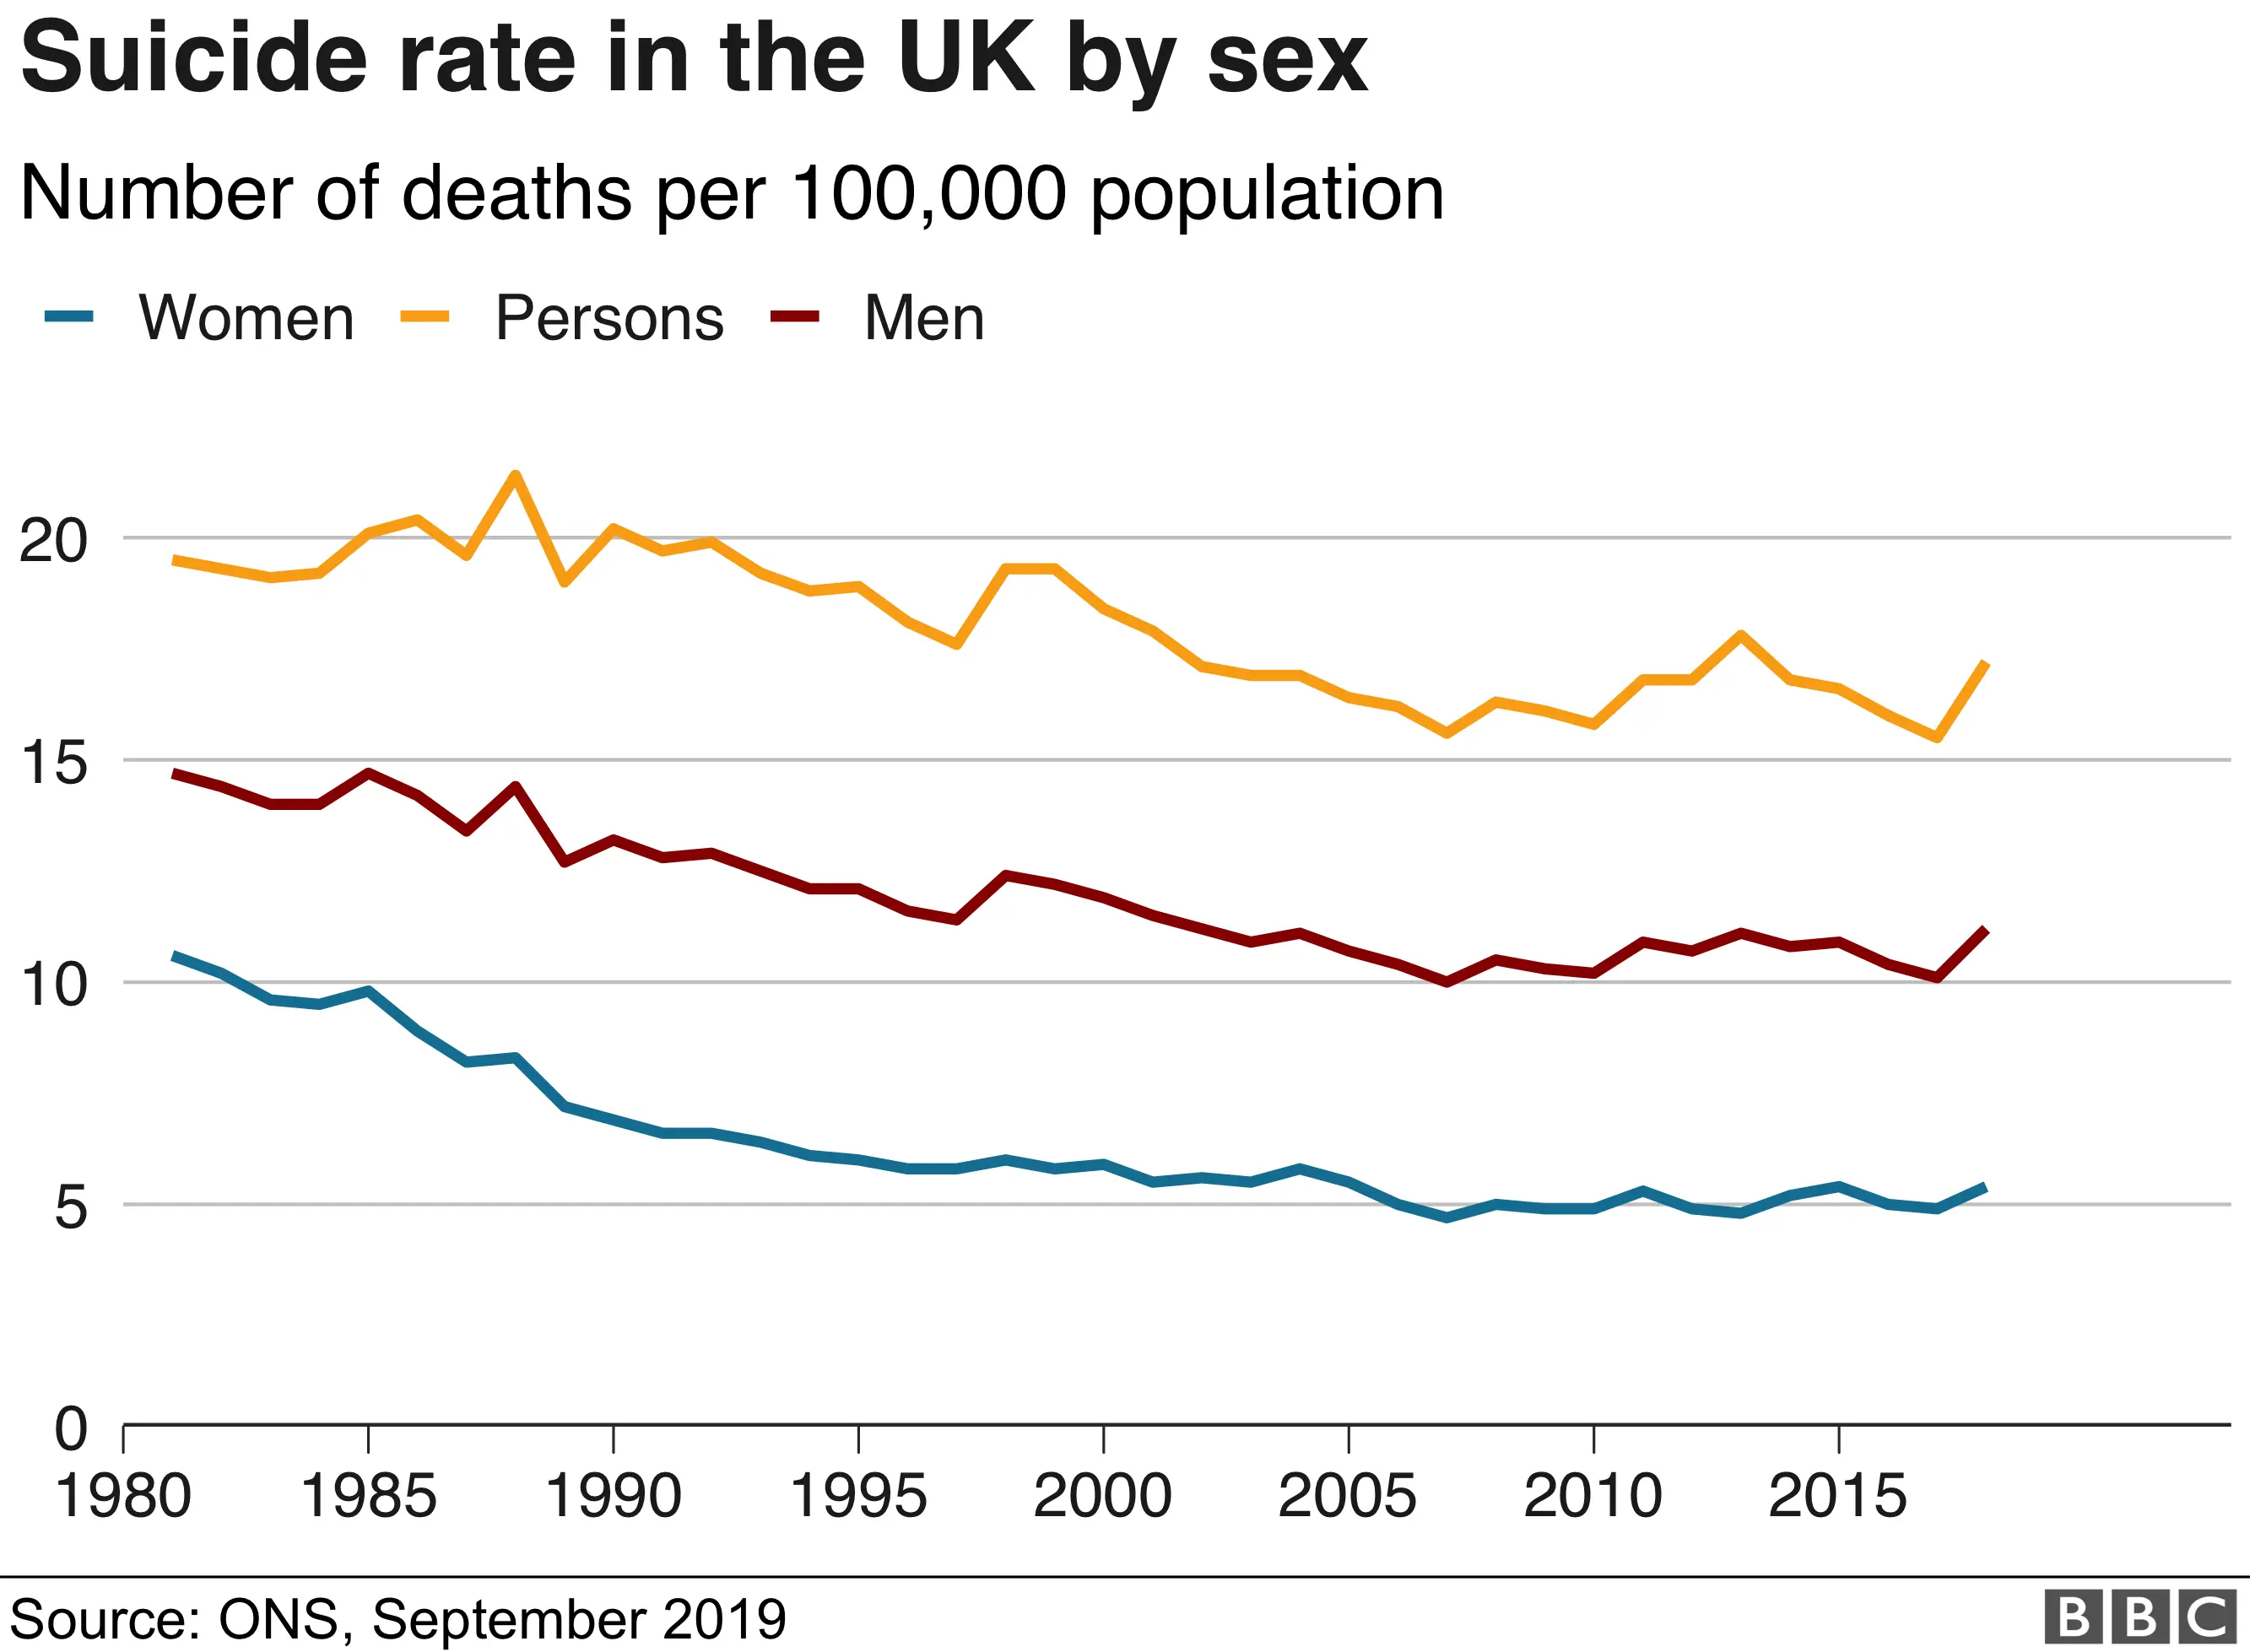 Suicide rate in the UK by sex
Number of deaths per 100,000 population
Women Persons Men
20
15
10
5
0
1980 1985 1990 1995 2000 2005 2010 2015
Source: ONS, September 2019
BBC